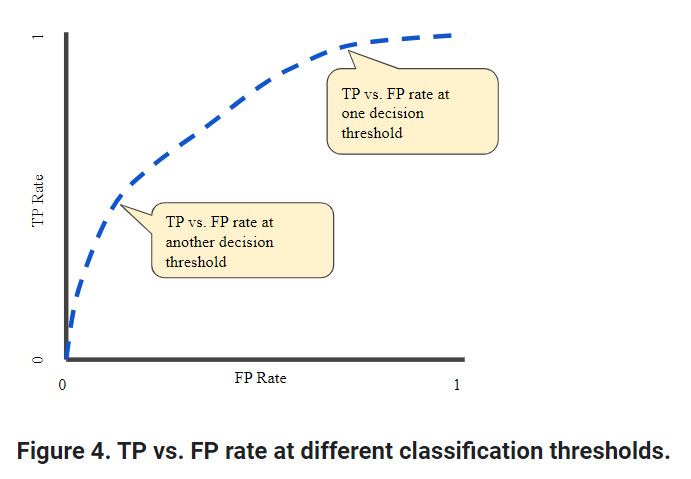 1
TP vs. FP rate at
one decision
threshold
TP Rate
TP vs. FP rate at
another decision
threshold
0
0
FP Rate
1
Figure 4. TP vs. FP rate at different classification thresholds.